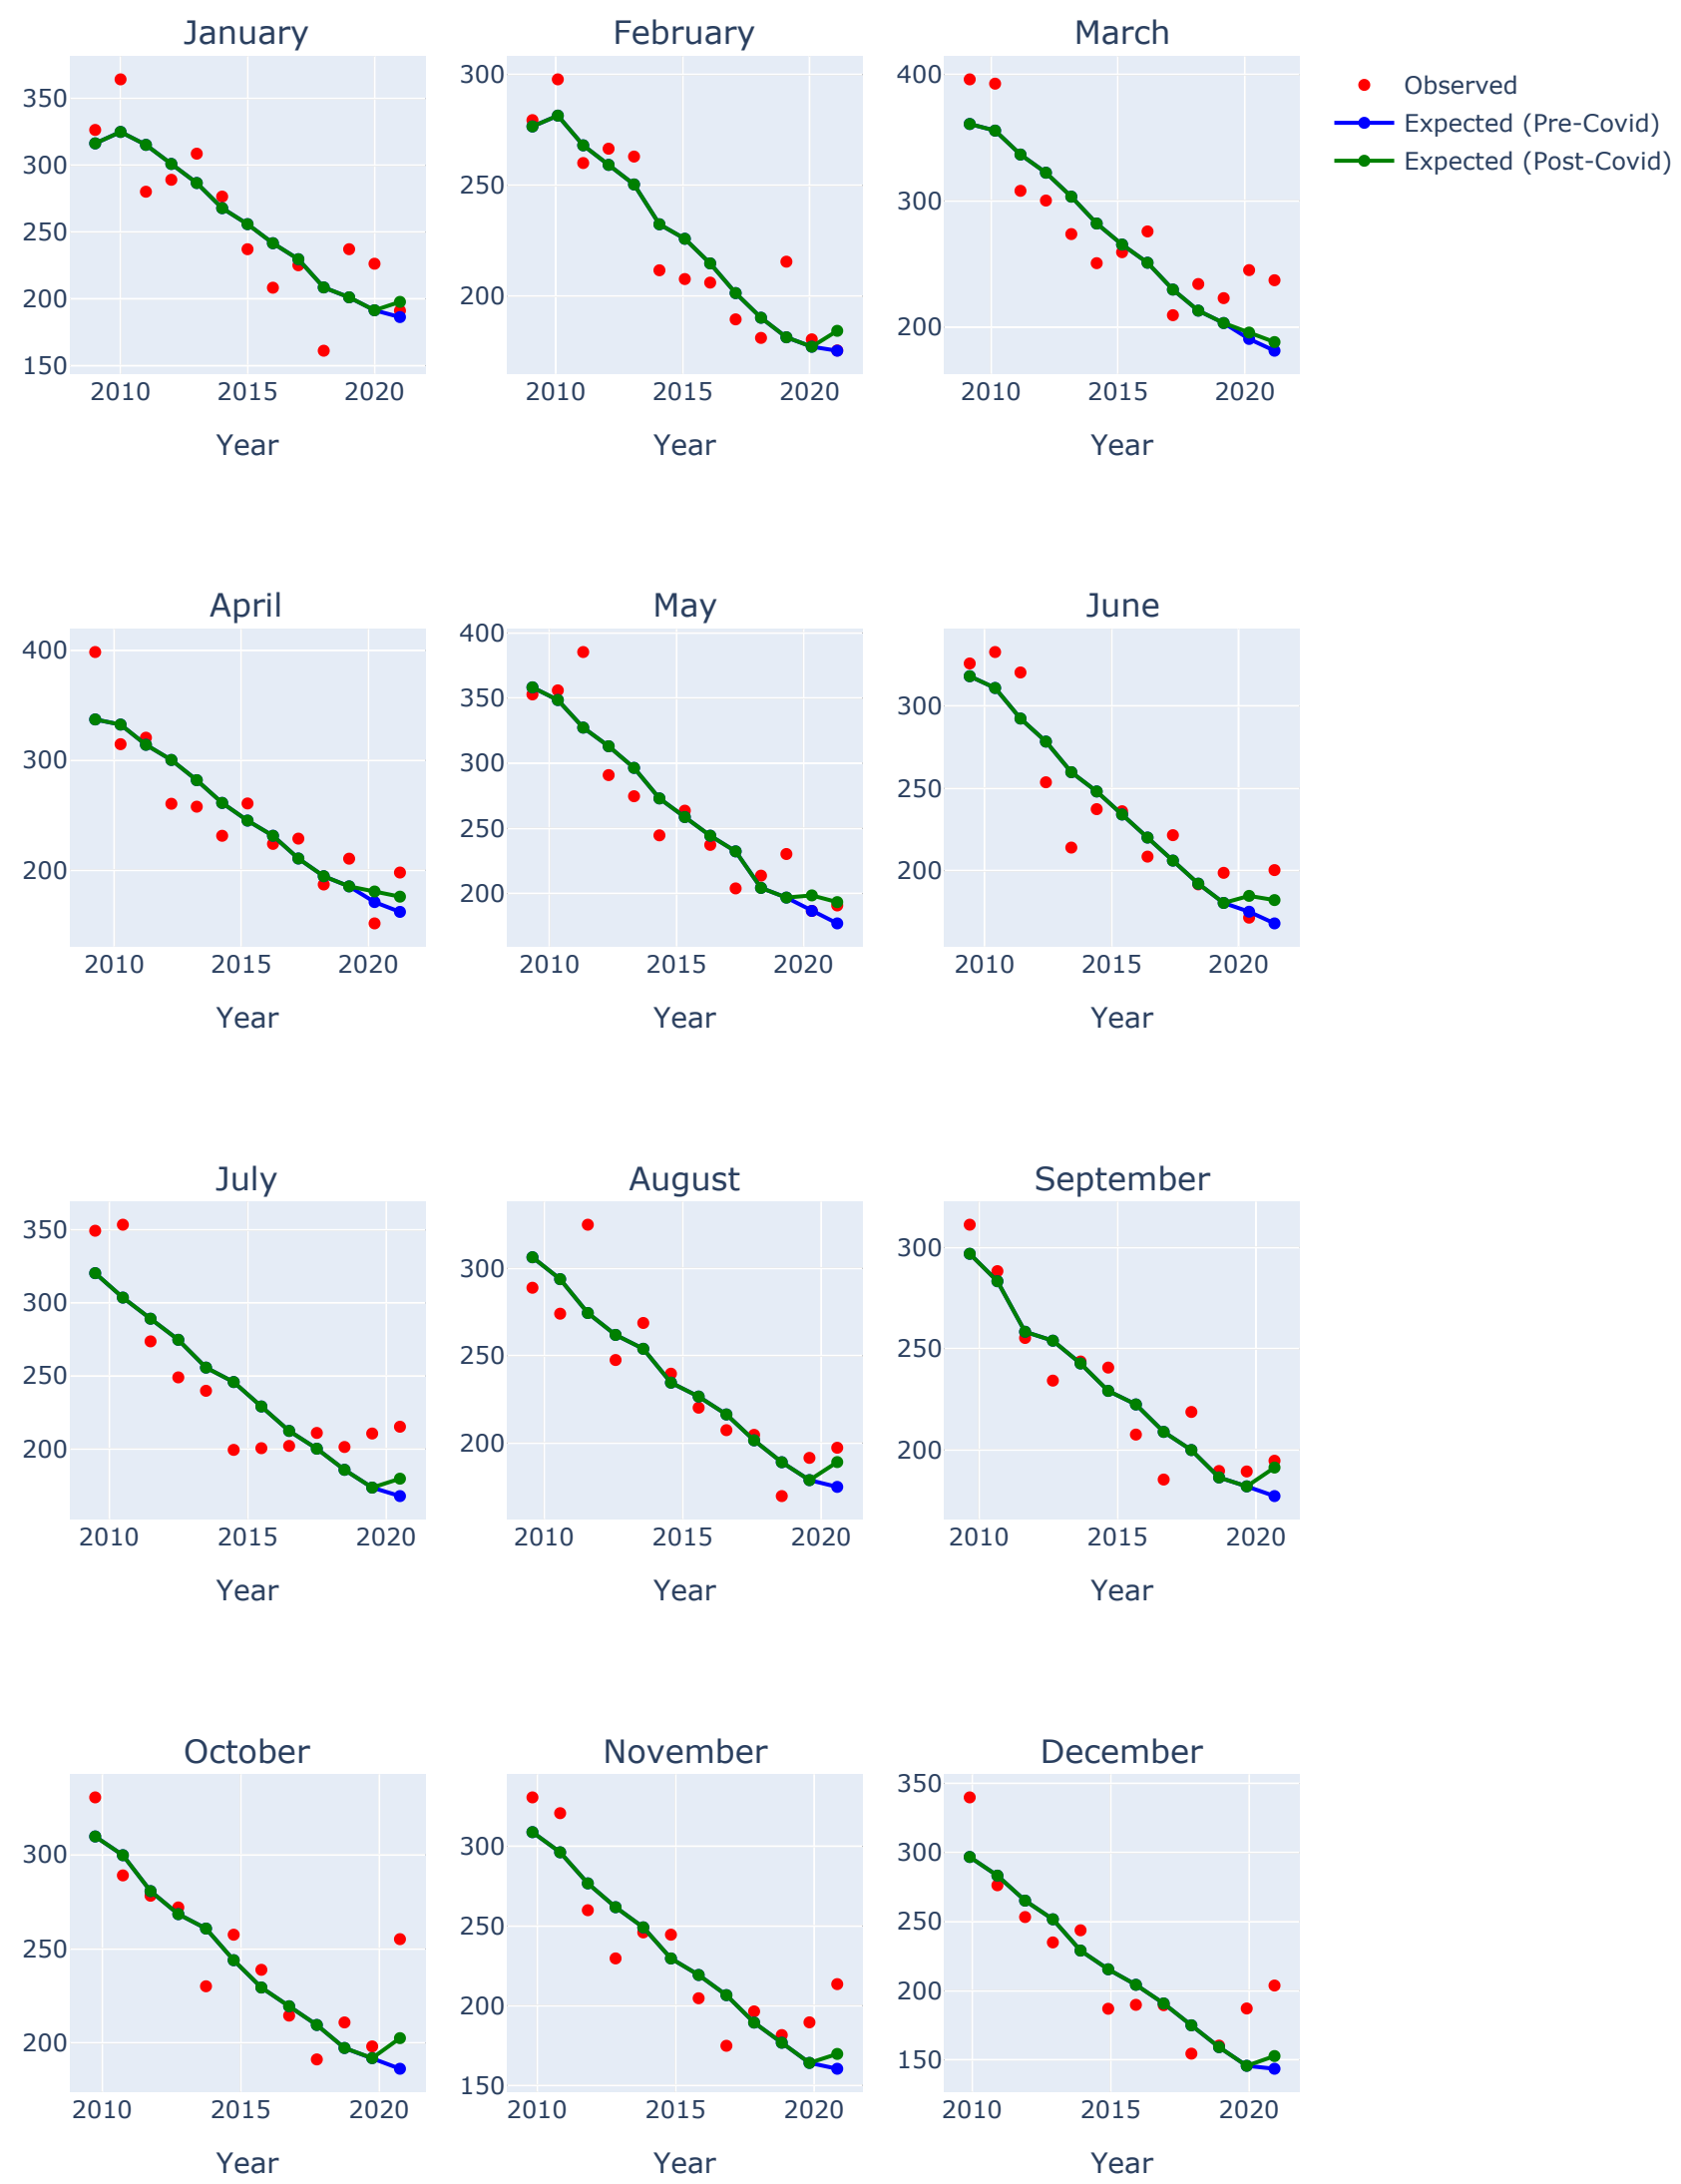 January
February
March
350
300
250
200
150
2010 2015 2020
Year
300
250
200
2010 2015 2020
Year
400
300
200
2010 2015 2020
Year
Observed
Expected (Pre-Covid)
Expected (Post-Covid)
April
May
June
400
300
200
2010 2015 2020
Year
400
350
300
250
200
2010 2015 2020
Year
300
250
200
2010 2015 2020
Year
July
August
September
350
300
250
200
2010 2015 2020
Year
300
250
200
2010 2015 2020
Year
300
250
200
2010 2015 2020
Year
October
November
December
300
250
200
2010 2015 2020
Year
300
250
200
150
2010 2015 2020
Year
350
300
250
200
150
2010 2015 2020
Year